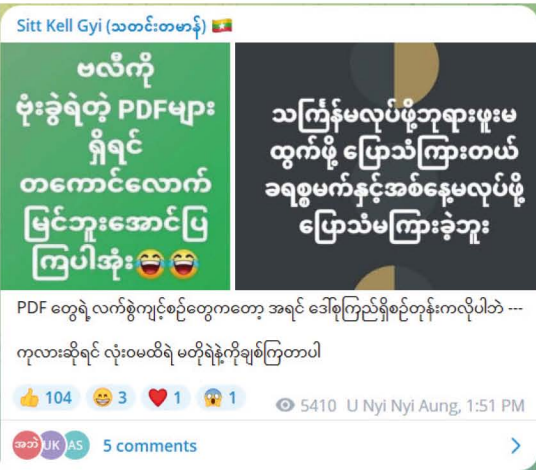 Sitt Kell Gyi (သတင်းတမာန်) 🇲🇲
ဗလီကို
ဗုံးခွဲရဲတဲ့ PDFများ
ရှိရင်
တကောင်လောက်
မြင်ဘူးအောင်ပြ
ကြပါအုံး😂😂
သင်္ကြန်မလုပ်ဖို့ဘုရားဖူးမ
ထွက်ဖို့ ပြောသံကြားတယ်
ခရစ္စမက်နှင့်အစ်နေ့မလုပ်ဖို့
ပြောသံမကြားခဲ့ဘူး
PDF တွေရဲ့လက်စွဲကျင့်စဉ်တွေကတော့ အရင် ဒေါ်စုကြည်ရှိစဉ်တုန်းကလိုပါဘဲ ---
ကုလားဆိုရင် လုံးဝမထိရဲ မတို့ရဲနဲ့ကိုချစ်ကြတာပါ
👍 104 😁 3 ❤️ 1 😱 1
5410 U Nyi Nyi Aung, 1:51 PM
အဘဲ UK AS 5 comments